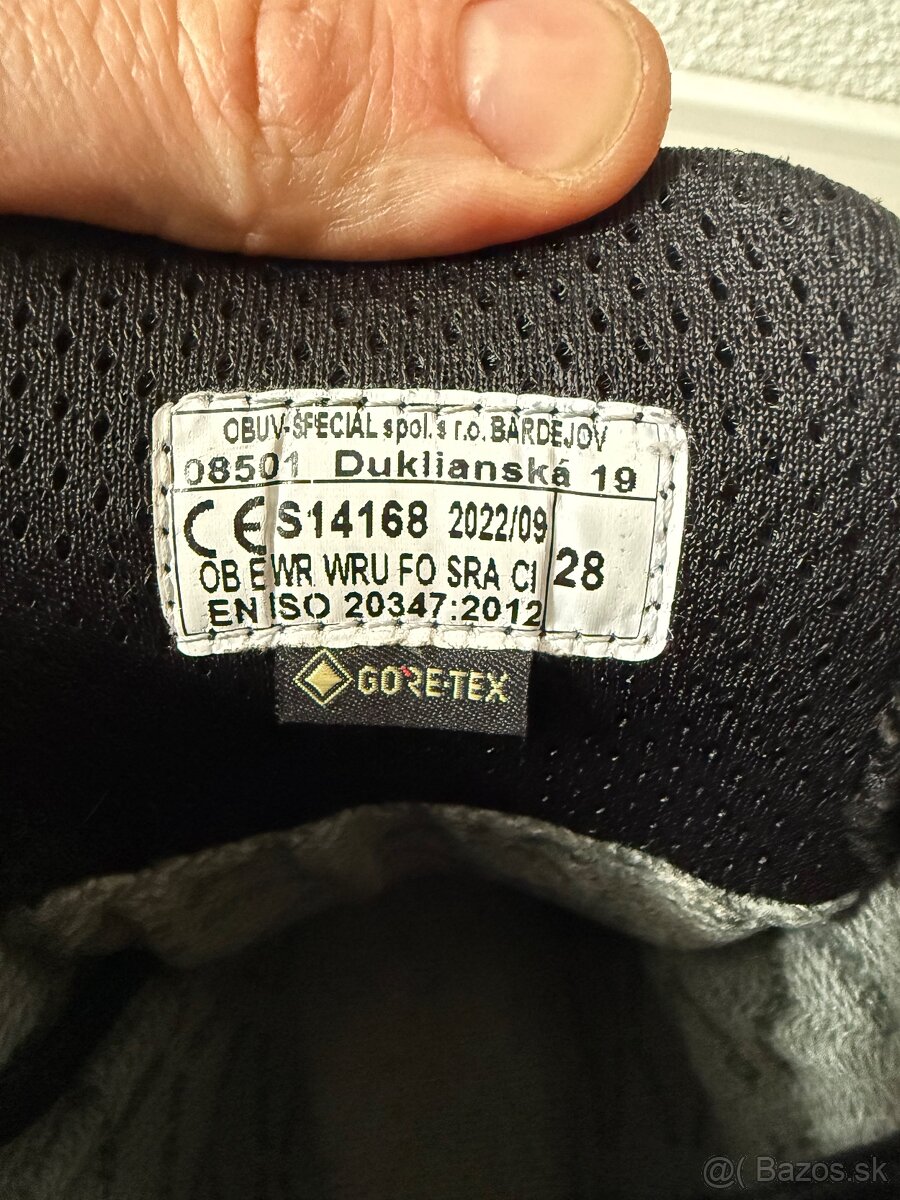 OBUV-ŠPECIÁL spol. s r.o. BARDEJOV
08501 Duklianská 19
CE S14168 2022/09
28
OB E WR WRU FO SRA CI
EN ISO 20347:2012
GORE-TEX
@( Bazos.sk